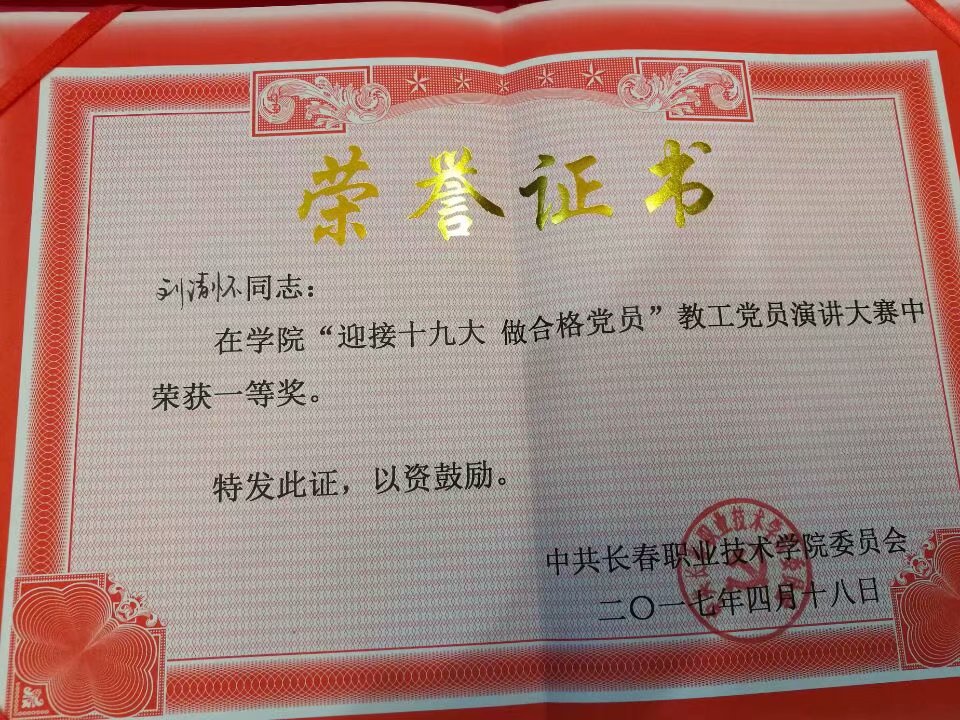 荣誉证书
刘清怀同志：
在学院“迎接十九大 做合格党员”教工党员演讲大赛中
荣获一等奖。
特发此证，以资鼓励。
中共长春职业技术学院委员会
二〇一七年四月十八日